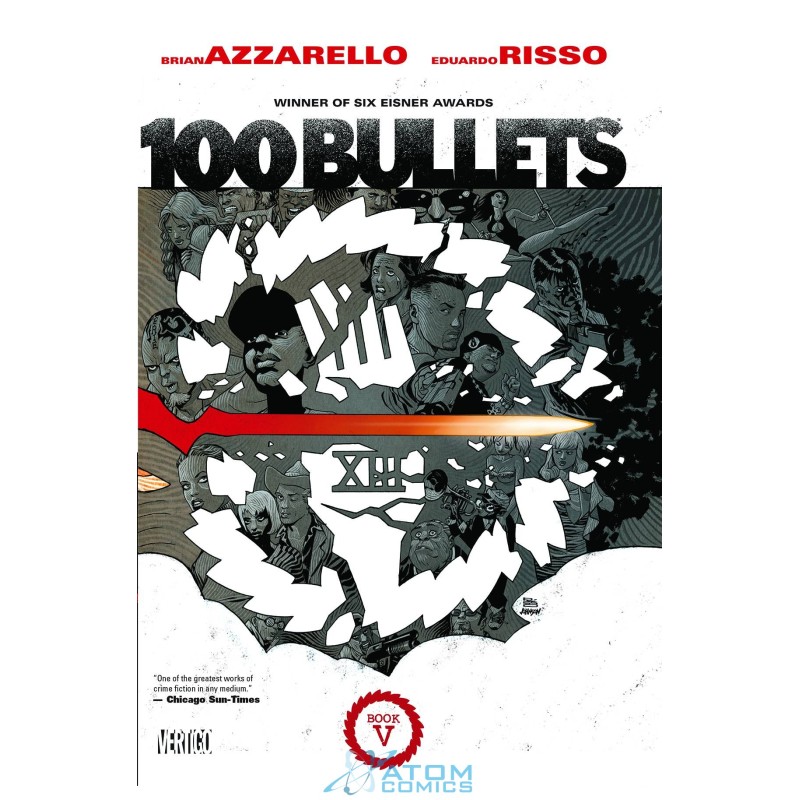 BRIAN AZZARELLO EDUARDO RISSO
WINNER OF SIX EISNER AWARDS
100 BULLETS
XIII
"One of the greatest works of
crime fiction in any medium."
— Chicago Sun-Times
BOOK
V
VERTIGO
ATOM
COMICS